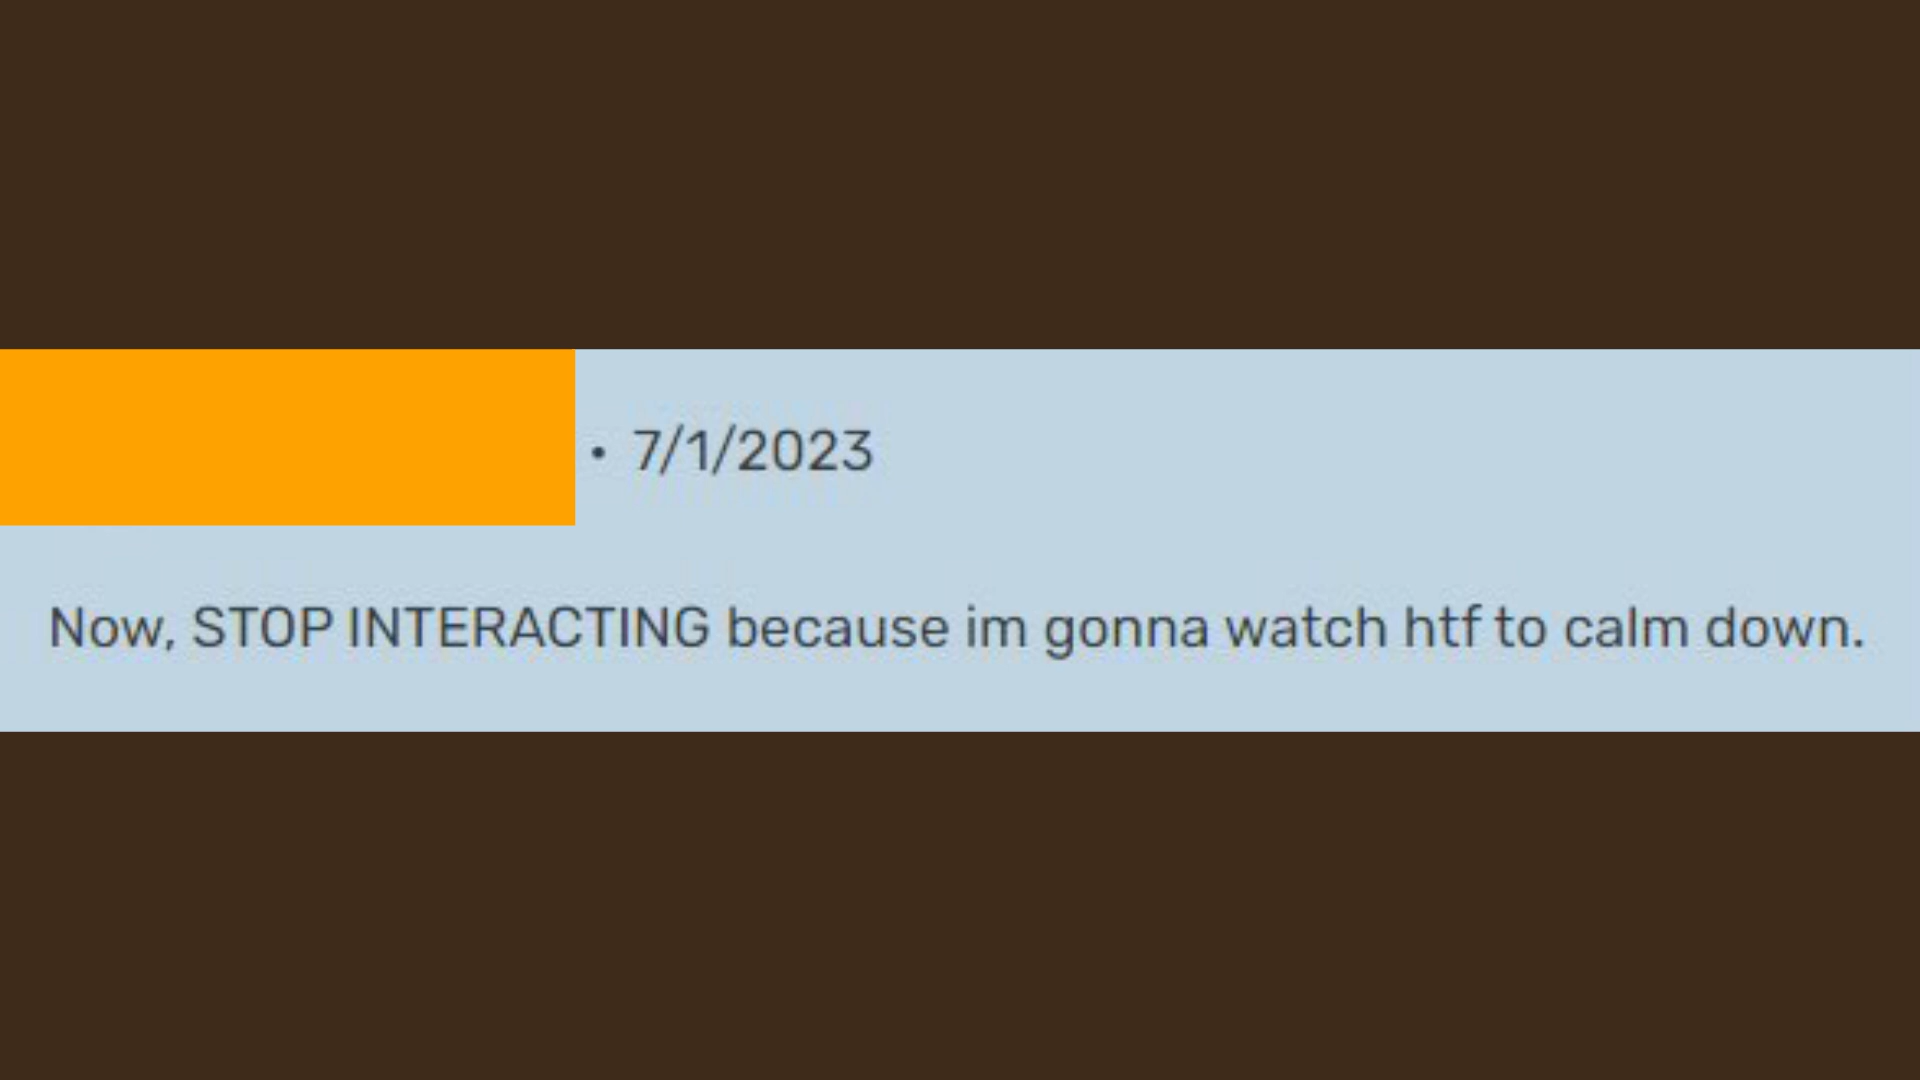 • 7/1/2023
Now, STOP INTERACTING because im gonna watch htf to calm down.